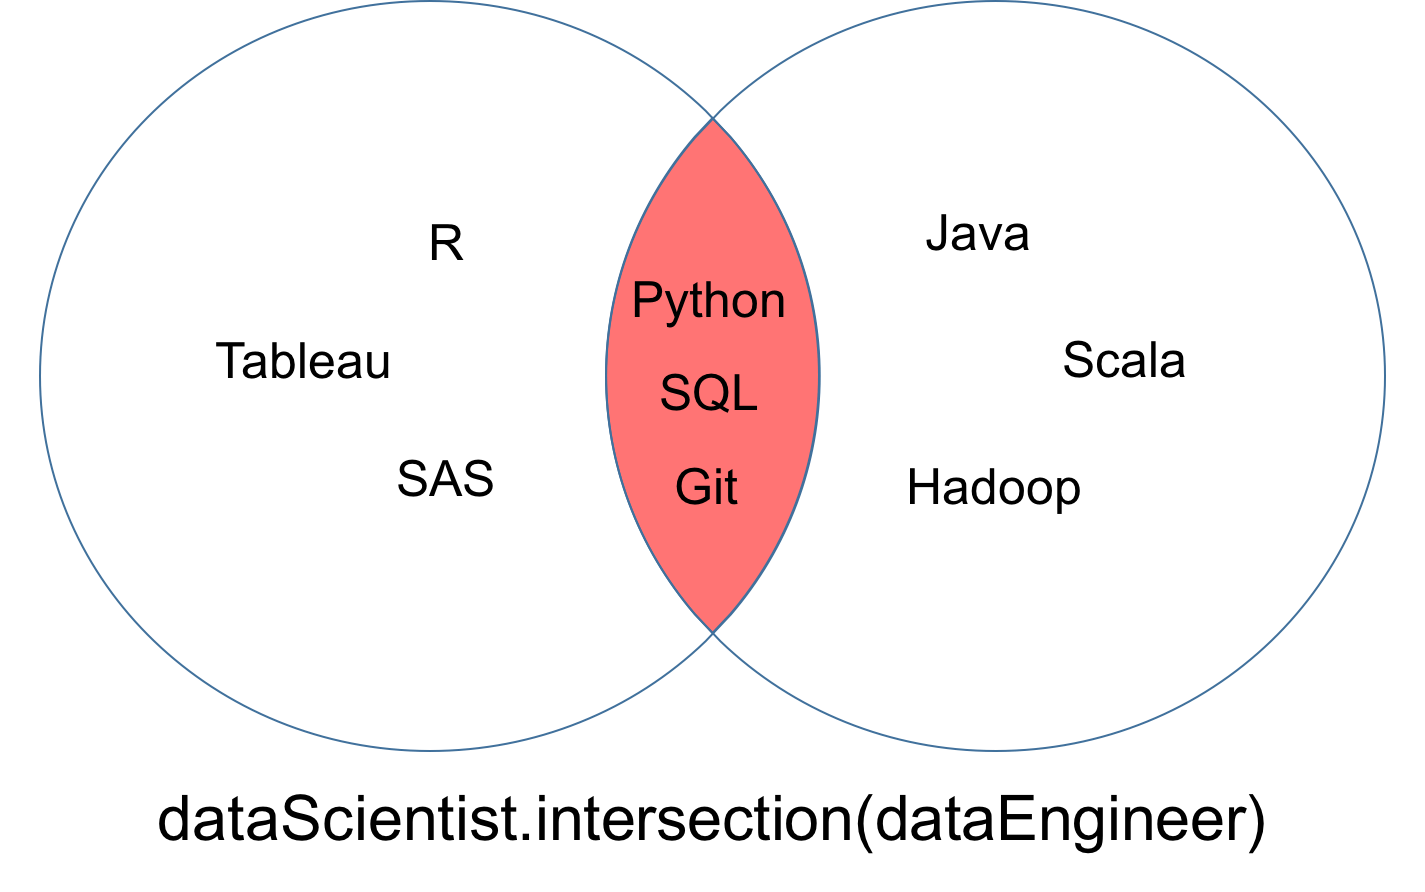 R
Tableau
SAS
Python
SQL
Git
Java
Scala
Hadoop
dataScientist.intersection(dataEngineer)